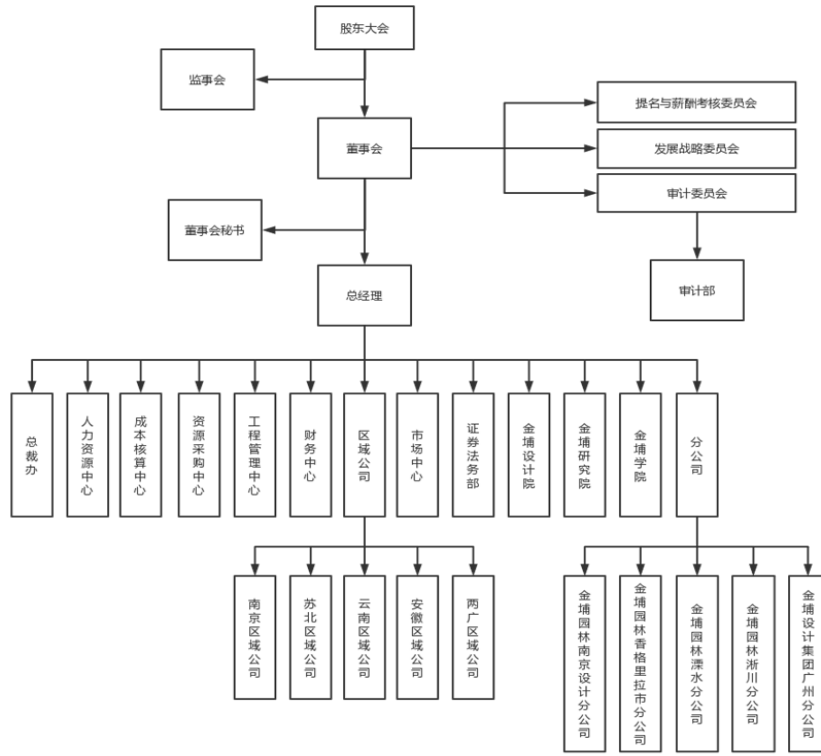 股东大会
监事会
提名与薪酬考核委员会
董事会
发展战略委员会
审计委员会
董事会秘书
总经理
审计部
总裁办
人力资源中心
成本核算中心
资源采购中心
工程管理中心
财务中心
区域公司
市场中心
证券法务部
金埔设计院
金埔研究院
金埔学院
分公司
南京区域公司
苏北区域公司
云南区域公司
安徽区域公司
两广区域公司
金埔园林南京设计分公司
金埔园林香格里拉市分公司
金埔园林溧水分公司
金埔园林淅川分公司
金埔设计集团广州分公司